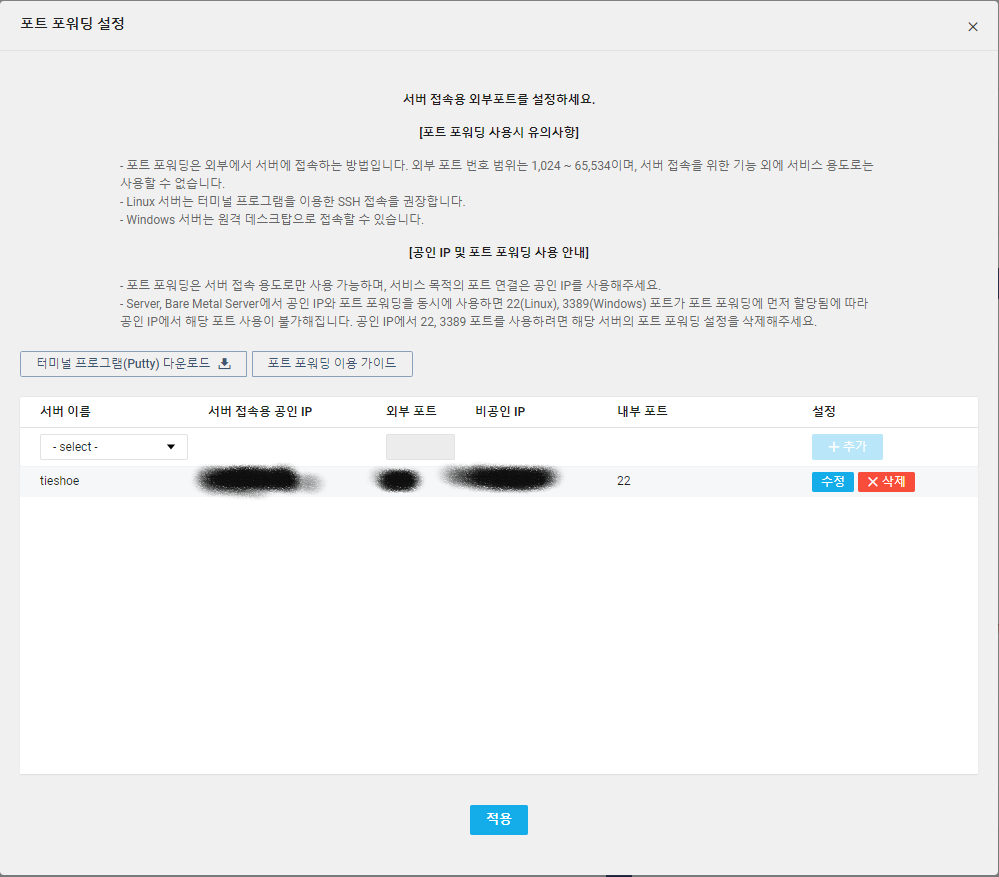 포트 포워딩 설정
서버 접속용 외부포트를 설정하세요.
[포트 포워딩 사용시 유의사항]
- 포트 포워딩은 외부에서 서버에 접속하는 방법입니다. 외부 포트 번호 범위는 1,024 ~ 65,534이며, 서버 접속을 위한 기능 외에 서비스 용도로는
사용할 수 없습니다.
- Linux 서버는 터미널 프로그램을 이용한 SSH 접속을 권장합니다.
- Windows 서버는 원격 데스크탑으로 접속할 수 있습니다.
[공인 IP 및 포트 포워딩 사용 안내]
- 포트 포워딩은 서버 접속 용도로만 사용 가능하며, 서비스 목적의 포트 연결은 공인 IP를 사용해주세요.
- Server, Bare Metal Server에서 공인 IP와 포트 포워딩을 동시에 사용하면 22(Linux), 3389(Windows) 포트가 포트 포워딩에 먼저 할당됨에 따라
공인 IP에서 해당 포트 사용이 불가해집니다. 공인 IP에서 22, 3389 포트를 사용하려면 해당 서버의 포트 포워딩 설정을 삭제해주세요.
터미널 프로그램(Putty) 다운로드 포트 포워딩 이용 가이드
서버 이름 서버 접속용 공인 IP 외부 포트 비공인 IP 내부 포트 설정
- select - + 추가
tieshoe 22 수정 × 삭제
적용